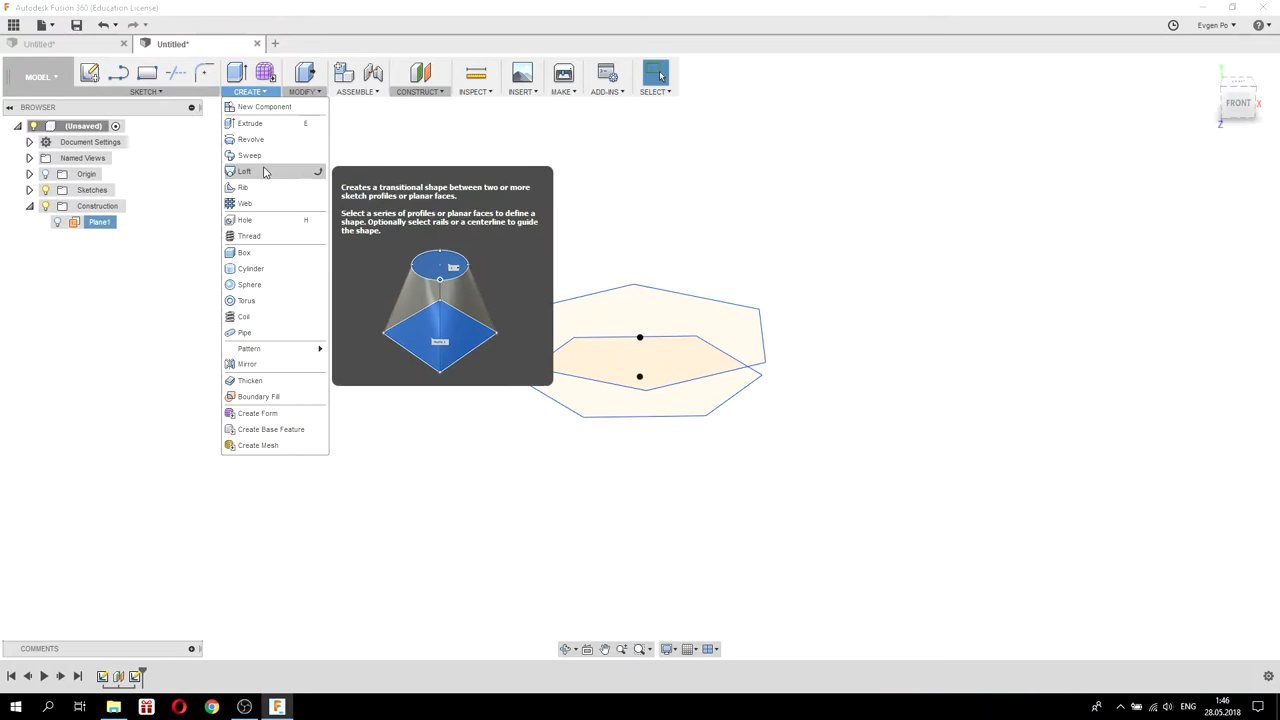 Autodesk Fusion 360 (Education License)
Evgen Po
Untitled*
Untitled*
MODEL
SKETCH
CREATE
MODIFY
ASSEMBLE
CONSTRUCT
INSPECT
INSERT
MAKE
ADD-INS
SELECT
BROWSER
(Unsaved)
Document Settings
Named Views
Origin
Sketches
Construction
Plane1
New Component
Extrude E
Revolve
Sweep
Loft
Rib
Web
Hole H
Thread
Box
Cylinder
Sphere
Torus
Coil
Pipe
Pattern
Mirror
Thicken
Boundary Fill
Create Form
Create Base Feature
Create Mesh
Creates a transitional shape between two or more
sketch profiles or planar faces.
Select a series of profiles or planar faces to define a
shape. Optionally select rails or a centerline to guide
the shape.
FRONT
X
Z
COMMENTS
1:46
28.05.2018